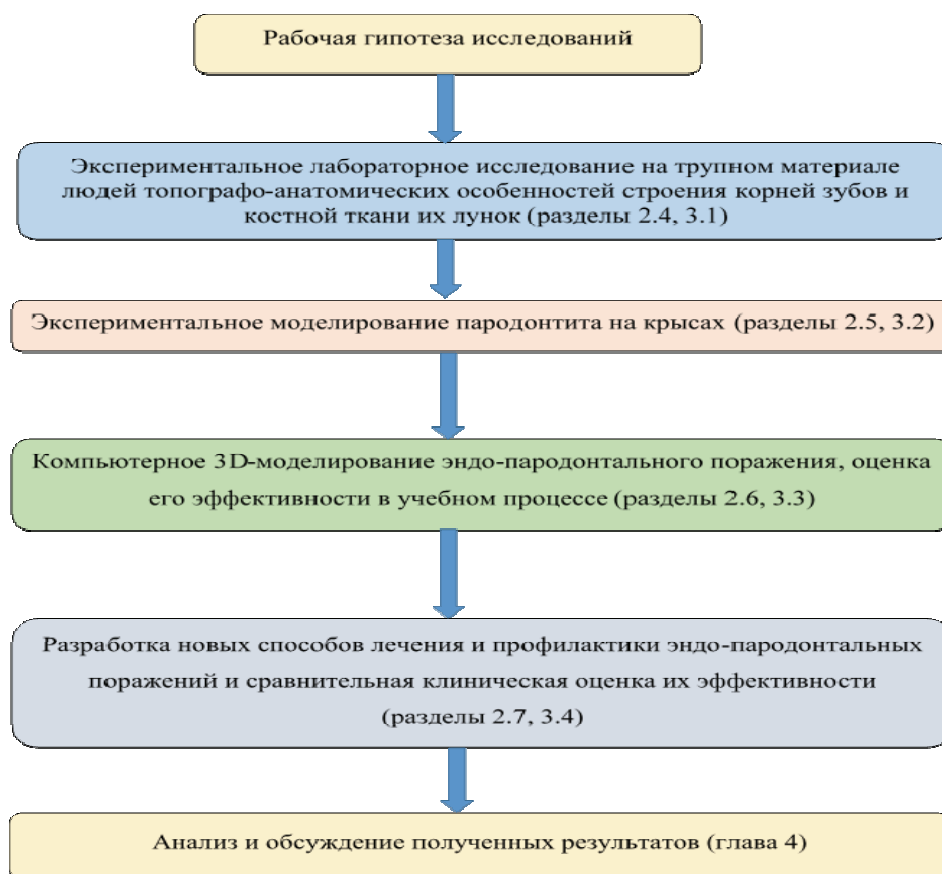 Рабочая гипотеза исследований
Экспериментальное лабораторное исследование на трупном материале
людей топографо-анатомических особенностей строения корней зубов и
костной ткани их лунок (разделы 2.4, 3.1)
Экспериментальное моделирование пародонтита на крысах (разделы 2.5, 3.2)
Компьютерное 3D-моделирование эндо-пародонтального поражения, оценка
его эффективности в учебном процессе (разделы 2.6, 3.3)
Разработка новых способов лечения и профилактики эндо-пародонтальных
поражений и сравнительная клиническая оценка их эффективности
(разделы 2.7, 3.4)
Анализ и обсуждение полученных результатов (глава 4)